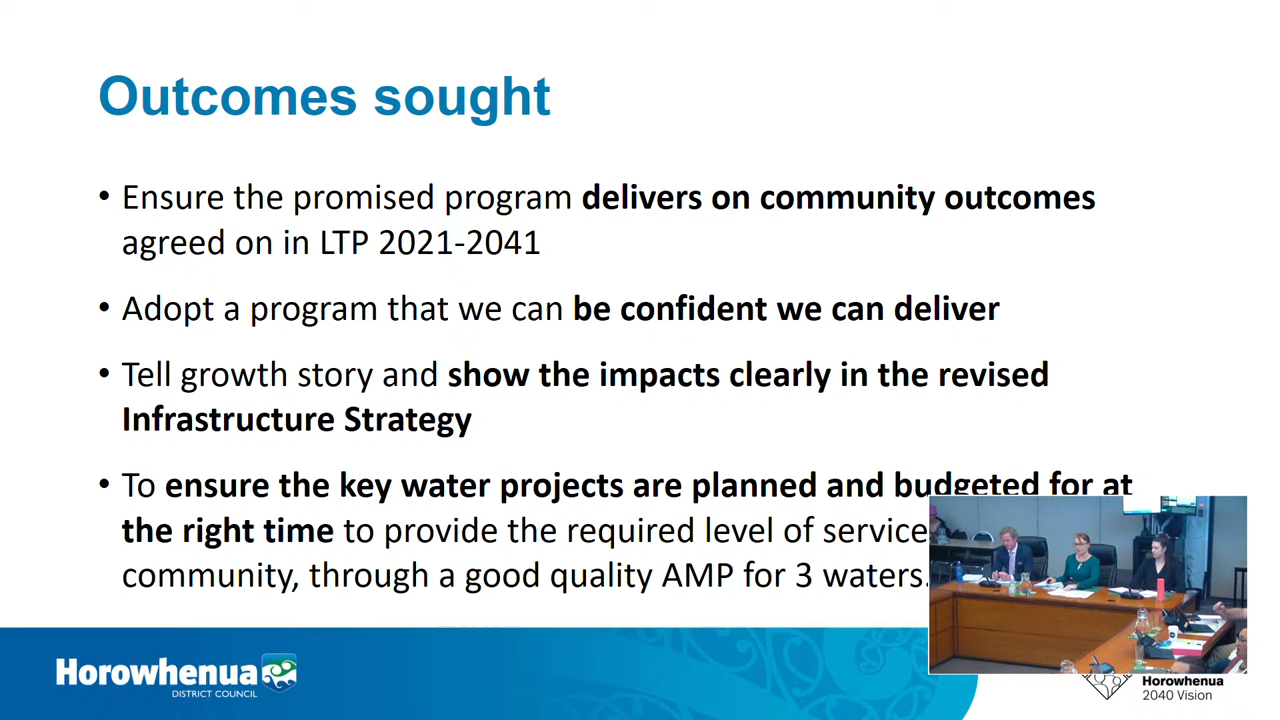 Outcomes sought
• Ensure the promised program delivers on community outcomes
agreed on in LTP 2021-2041
• Adopt a program that we can be confident we can deliver
• Tell growth story and show the impacts clearly in the revised
Infrastructure Strategy
• To ensure the key water projects are planned and budgeted for at
the right time to provide the required level of service
community, through a good quality AMP for 3 waters.
Horowhenua
DISTRICT COUNCIL
Horowhenua
2040 Vision